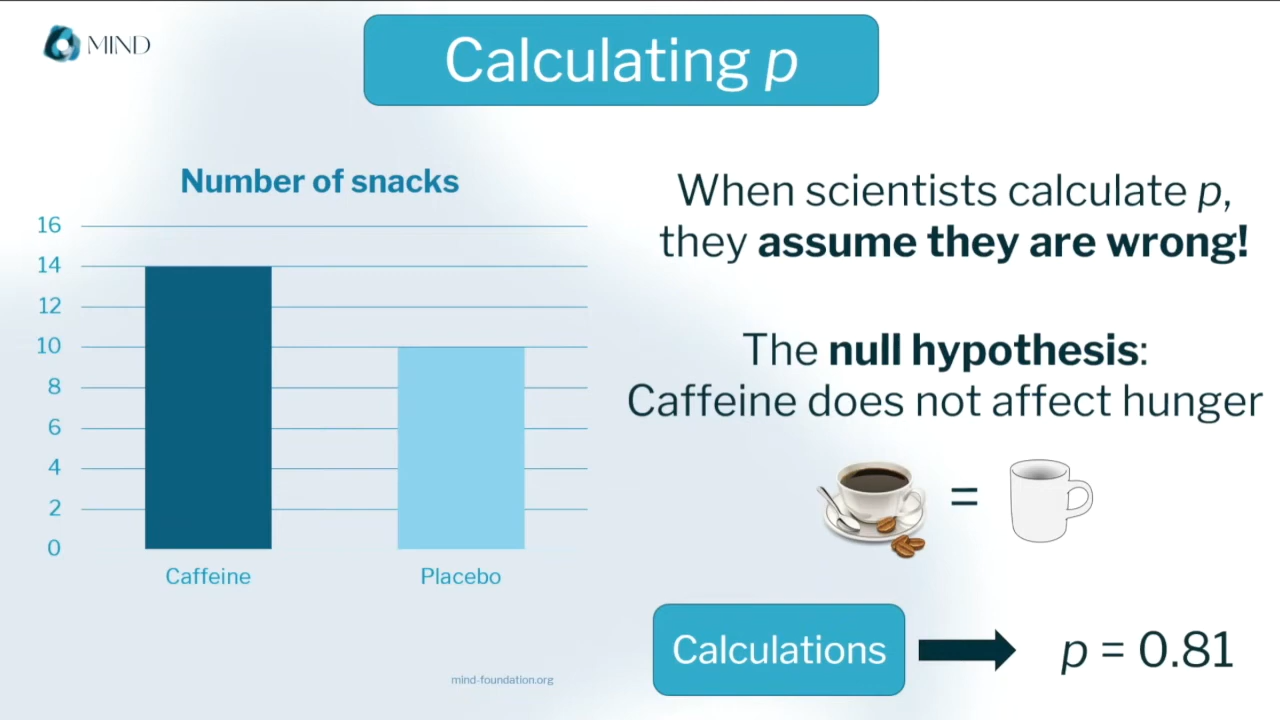 MIND
Calculating p
Number of snacks
16
14
12
10
8
6
4
2
0
Caffeine
Placebo
When scientists calculate p,
they assume they are wrong!
The null hypothesis:
Caffeine does not affect hunger
=
Calculations
p = 0.81
mind-foundation.org